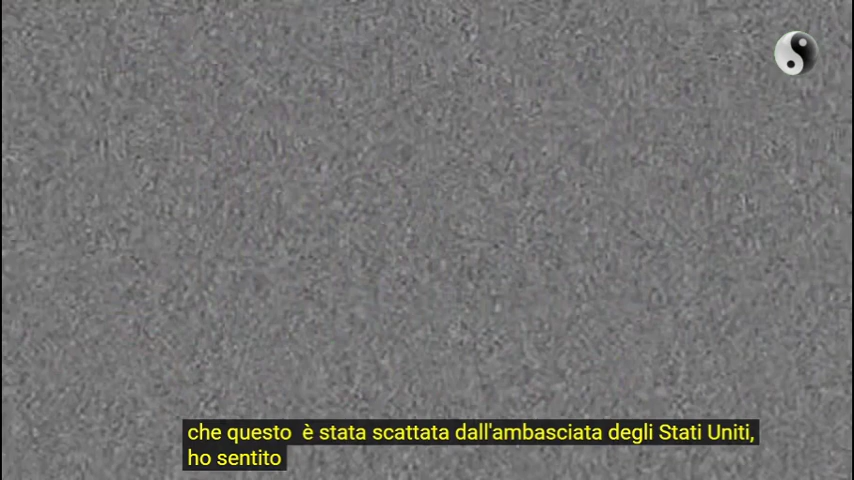 che questo  è stata scattata dall'ambasciata degli Stati Uniti,
ho sentito